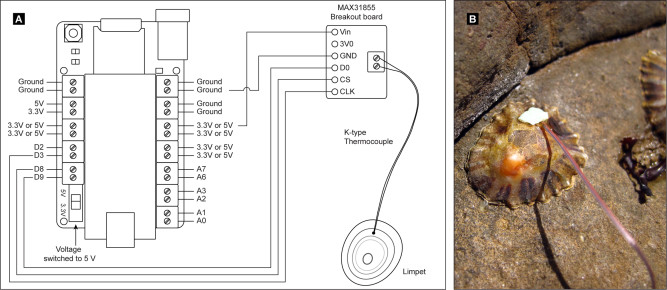 A
MAX31855
Breakout board
Vin
3V0
GND
D0
CS
CLK
Ground
Ground
5V
3.3V
3.3V or 5V
3.3V or 5V
D2
D3
D8
D9
5V
3.3V
Voltage
switched to 5 V
Ground
Ground
Ground
Ground
3.3V or 5V
3.3V or 5V
3.3V or 5V
3.3V or 5V
A7
A6
A3
A2
A1
A0
K-type
Thermocouple
Limpet
B